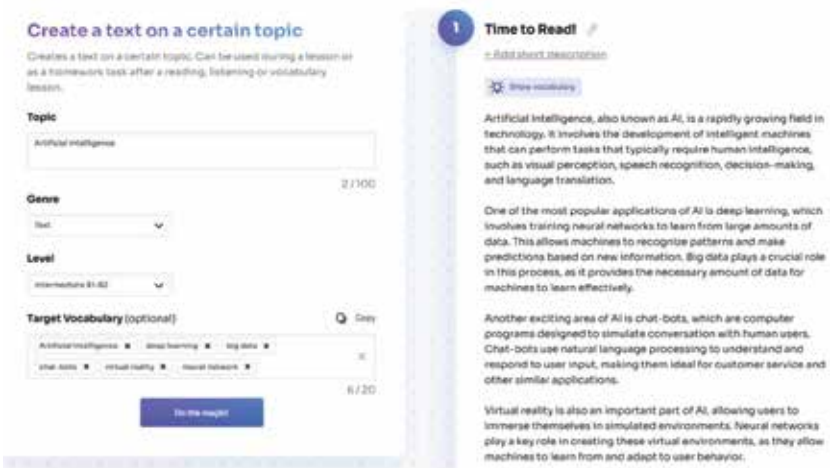 Create a text on a certain topic
Creates a text on a certain topic. Can be used during a lesson or
as a homework task after a reading, listening or vocabulary
lesson.
Topic
Artificial Intelligence
2/100
Genre
Text
Level
Intermediate B1-B2
Target Vocabulary (optional)
Copy
Artificial Intelligence × deep learning × big data ×
chat-bots × virtual reality × neural network ×
×
6/20
Do the magic!
1
Time to Read!
+ Add short description
Show vocabulary
Artificial Intelligence, also known as AI, is a rapidly growing field in
technology. It involves the development of intelligent machines
that can perform tasks that typically require human intelligence,
such as visual perception, speech recognition, decision-making,
and language translation.
One of the most popular applications of AI is deep learning, which
involves training neural networks to learn from large amounts of
data. This allows machines to recognize patterns and make
predictions based on new information. Big data plays a crucial role
in this process, as it provides the necessary amount of data for
machines to learn effectively.
Another exciting area of AI is chat-bots, which are computer
programs designed to simulate conversation with human users.
Chat-bots use natural language processing to understand and
respond to user input, making them ideal for customer service and
other similar applications.
Virtual reality is also an important part of AI, allowing users to
immerse themselves in simulated environments. Neural networks
play a key role in creating these virtual environments, as they allow
machines to learn from and adapt to user behavior.